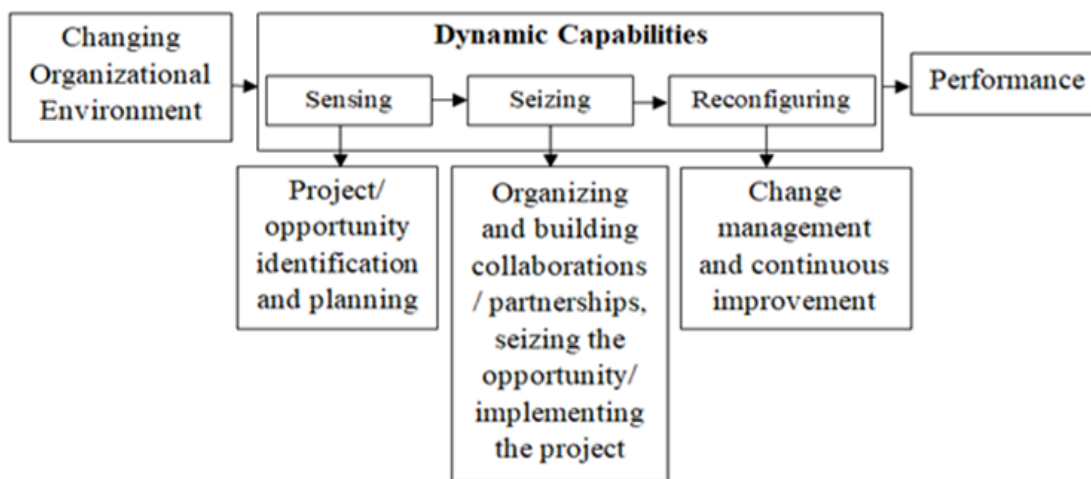 Changing
Organizational
Environment
Dynamic Capabilities
Sensing
Seizing
Reconfiguring
Performance
Project/
opportunity
identification
and planning
Organizing
and building
collaborations
/ partnerships,
seizing the
opportunity/
implementing
the project
Change
management
and continuous
improvement